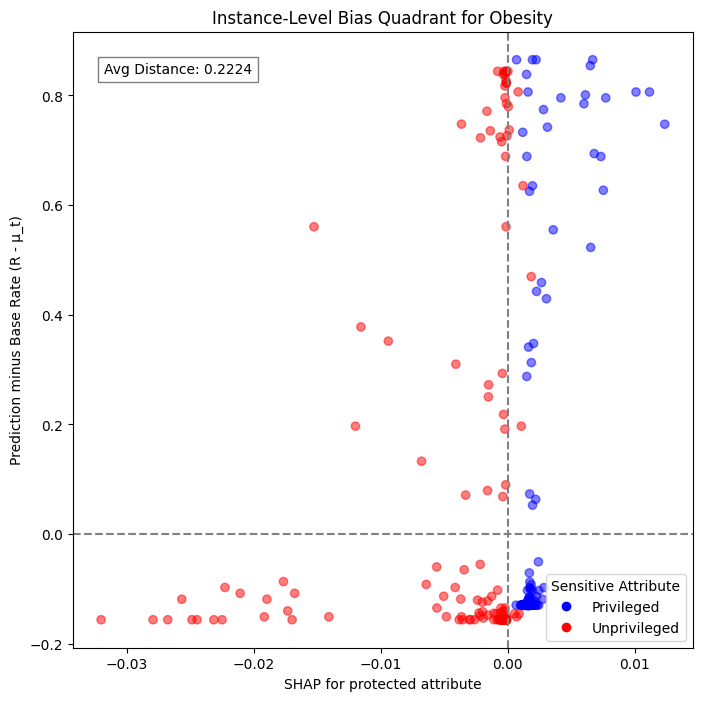 Instance-Level Bias Quadrant for Obesity
Avg Distance: 0.2224
Prediction minus Base Rate (R - μ_t)
0.8
0.6
0.4
0.2
0.0
−0.2
Sensitive Attribute
Privileged
Unprivileged
−0.03
−0.02
−0.01
0.00
0.01
SHAP for protected attribute